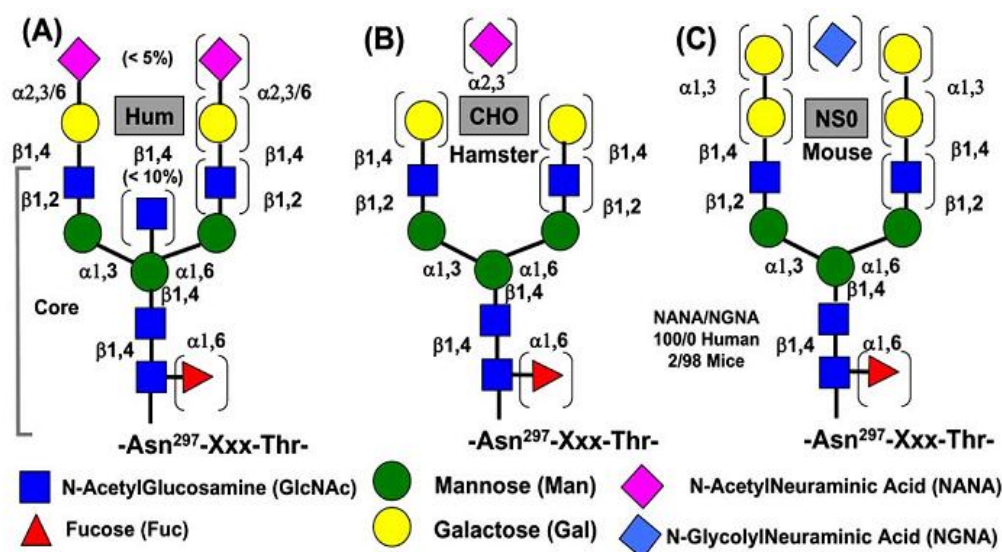 (A)
(< 5%)
α2,3/6
α2,3/6
Hum
β1,4
β1,4
β1,4
(< 10%)
β1,2
β1,2
α1,3
α1,6
Core
β1,4
β1,4
α1,6
-Asn297-Xxx-Thr-
(B)
α2,3
CHO
Hamster
β1,4
β1,4
β1,2
β1,2
α1,3
α1,6
β1,4
β1,4
α1,6
-Asn297-Xxx-Thr-
(C)
α1,3
α1,3
NS0
Mouse
β1,4
β1,4
β1,2
β1,2
α1,3
α1,6
β1,4
NANA/NGNA
100/0 Human
2/98 Mice
β1,4
α1,6
-Asn297-Xxx-Thr-
N-AcetylGlucosamine (GlcNAc)
Mannose (Man)
N-AcetylNeuraminic Acid (NANA)
Fucose (Fuc)
Galactose (Gal)
N-GlycolylNeuraminic Acid (NGNA)